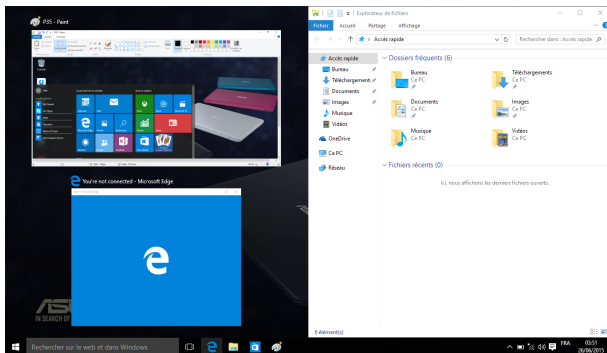 P35 - Paint
You're not connected - Microsoft Edge
IN SEARCH OF
Explorateur de fichiers
Fichier Accueil Partage Affichage
Accès rapide
Rechercher dans : Accès rapide
Accès rapide
Bureau
Téléchargements
Documents
Images
Musique
Vidéos
OneDrive
Ce PC
Réseau
Dossiers fréquents (6)
Bureau
Ce PC
Téléchargements
Ce PC
Documents
Ce PC
Images
Ce PC
Musique
Ce PC
Vidéos
Ce PC
Fichiers récents (0)
Ici, nous affichons les derniers fichiers ouverts.
0 élément(s)
Rechercher sur le web et dans Windows
FRA
03:51
26/06/2015